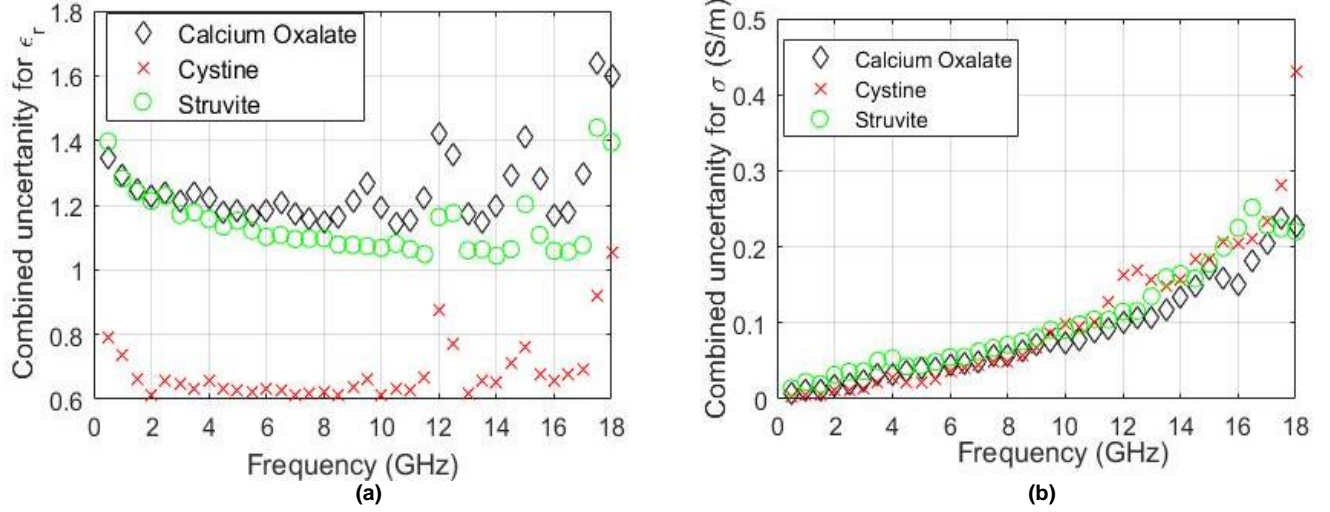 Combined uncertainty for ϵr
1.8
1.6
1.4
1.2
1
0.8
0.6
Calcium Oxalate
Cystine
Struvite
0 2 4 6 8 10 12 14 16 18
Frequency (GHz)
(a)
Combined ucertanity for σ (S/m)
0.5
0.4
0.3
0.2
0.1
0
Calcium Oxalate
Cystine
Struvite
0 2 4 6 8 10 12 14 16 18
Frequency (GHz)
(b)